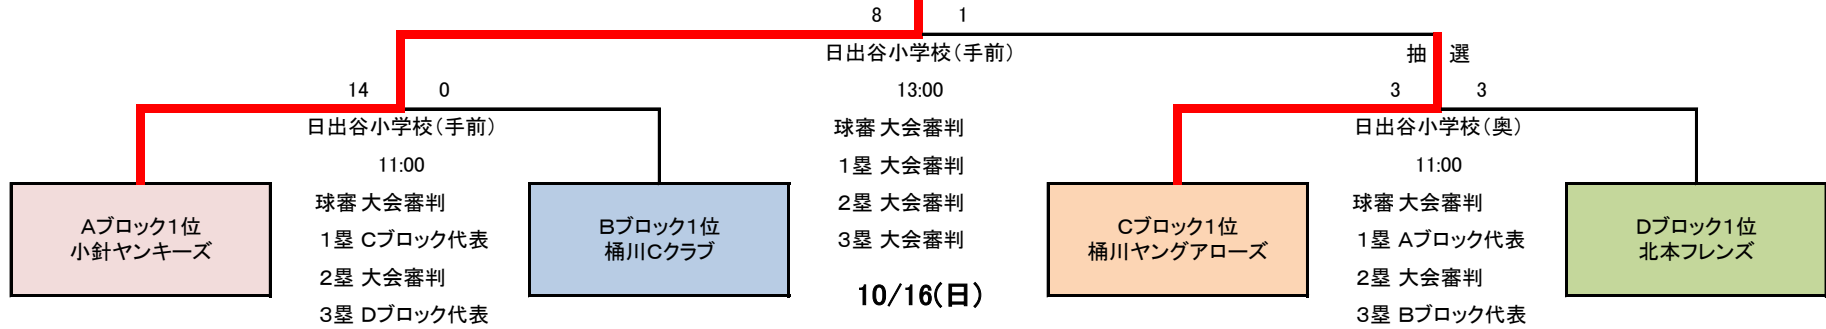 8 1
日出谷小学校(手前)
抽 選
14 0
13:00
3 3
日出谷小学校(手前)
球審 大会審判
日出谷小学校(奥)
11:00
1塁 大会審判
11:00
球審 大会審判
2塁 大会審判
球審 大会審判
Aブロック1位
小針ヤンキーズ
1塁 Cブロック代表
Bブロック1位
桶川Cクラブ
3塁 大会審判
Cブロック1位
桶川ヤングアローズ
1塁 Aブロック代表
Dブロック1位
北本フレンズ
2塁 大会審判
10/16(日)
2塁 大会審判
3塁 Dブロック代表
3塁 Bブロック代表